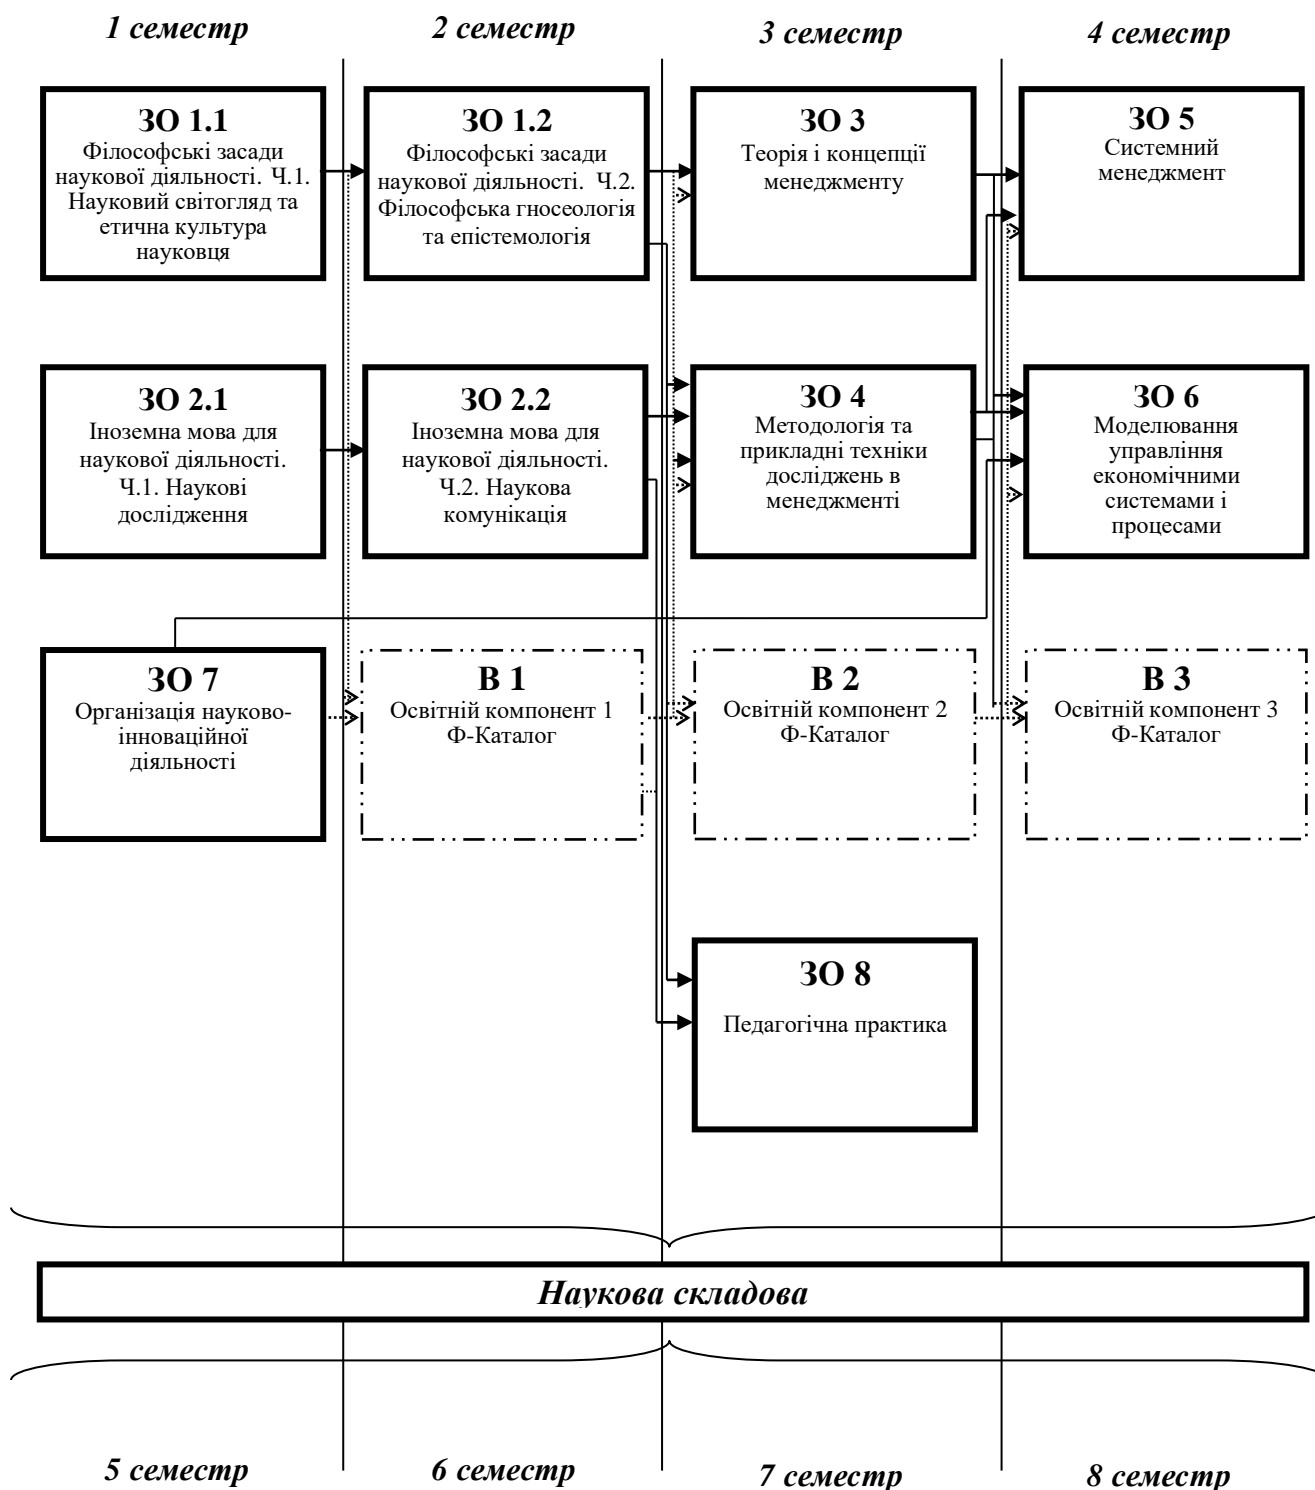 1 семестр
2 семестр
3 семестр
4 семестр
ЗО 1.1
Філософські засади
наукової діяльності. Ч.1.
Науковий світогляд та
етична культура
науковця
ЗО 1.2
Філософські засади
наукової діяльності. Ч.2.
Філософська гносеологія
та епістемологія
ЗО 3
Теорія і концепції
менеджменту
ЗО 5
Системний
менеджмент
ЗО 2.1
Іноземна мова для
наукової діяльності.
Ч.1. Наукові
дослідження
ЗО 2.2
Іноземна мова для
наукової діяльності.
Ч.2. Наукова
комунікація
ЗО 4
Методологія та
прикладні техніки
досліджень в
менеджменті
ЗО 6
Моделювання
управління
економічними
системами і
процесами
ЗО 7
Організація науково-
інноваційної
діяльності
В 1
Освітній компонент 1
Ф-Каталог
В 2
Освітній компонент 2
Ф-Каталог
В 3
Освітній компонент 3
Ф-Каталог
ЗО 8
Педагогічна практика
Наукова складова
5 семестр
6 семестр
7 семестр
8 семестр